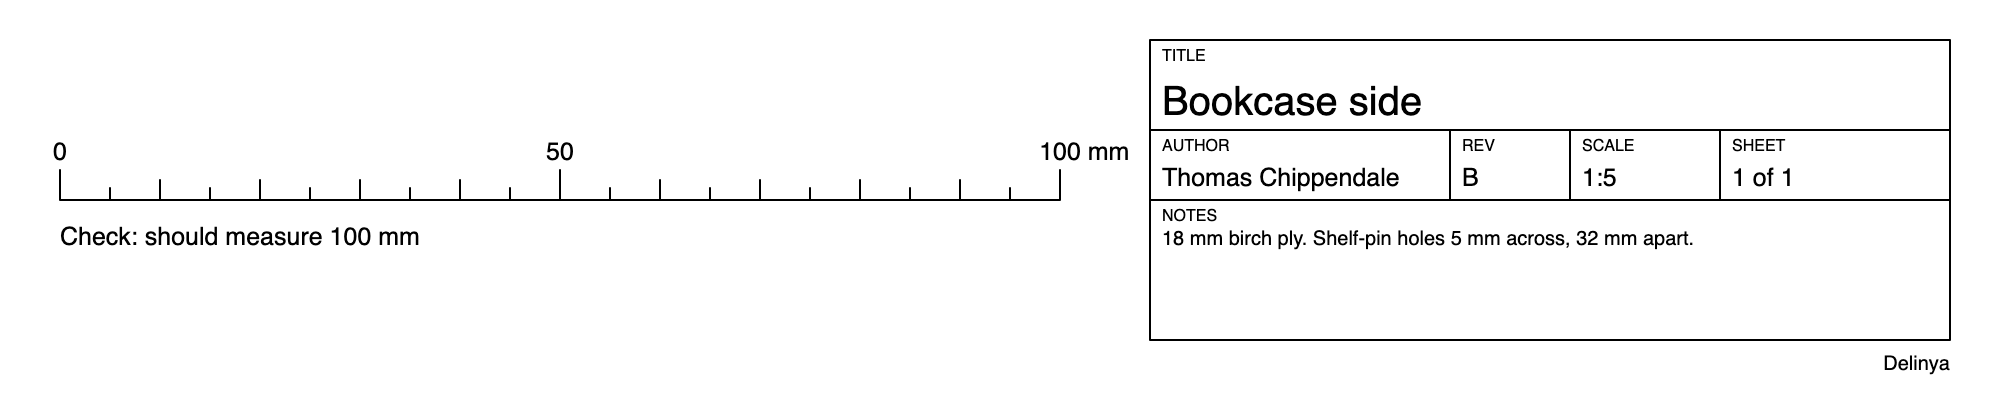 0 50 100 mm
Check: should measure 100 mm
TITLE
Bookcase side
AUTHOR REV SCALE SHEET
Thomas Chippendale B 1:5 1 of 1
NOTES
18 mm birch ply. Shelf-pin holes 5 mm across, 32 mm apart.
Delinya